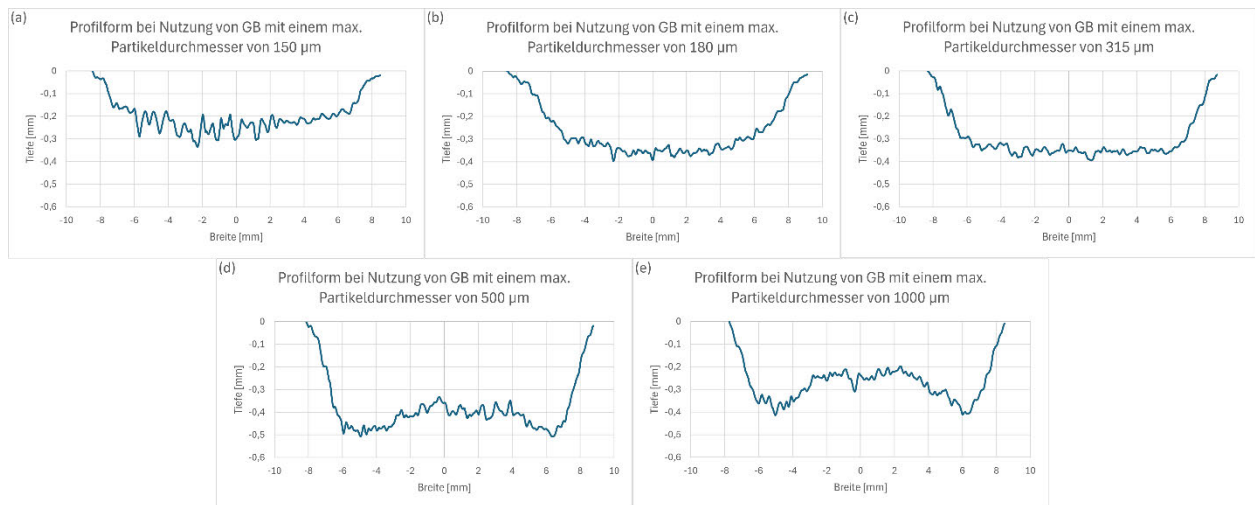 (a)
Profilform bei Nutzung von GB mit einem max.
Partikeldurchmesser von 150 µm
0
-0,1
-0,2
-0,3
-0,4
-0,5
-0,6
Tiefe [mm]
-10 -8 -6 -4 -2 0 2 4 6 8 10
Breite [mm]
(b)
Profilform bei Nutzung von GB mit einem max.
Partikeldurchmesser von 180 µm
0
-0,1
-0,2
-0,3
-0,4
-0,5
-0,6
Tiefe [mm]
-10 -8 -6 -4 -2 0 2 4 6 8 10
Breite [mm]
(c)
Profilform bei Nutzung von GB mit einem max.
Partikeldurchmesser von 315 µm
0
-0,1
-0,2
-0,3
-0,4
-0,5
-0,6
Tiefe [mm]
-10 -8 -6 -4 -2 0 2 4 6 8 10
Breite [mm]
(d)
Profilform bei Nutzung von GB mit einem max.
Partikeldurchmesser von 500 µm
0
-0,1
-0,2
-0,3
-0,4
-0,5
-0,6
Tiefe [mm]
-10 -8 -6 -4 -2 0 2 4 6 8 10
Breite [mm]
(e)
Profilform bei Nutzung von GB mit einem max.
Partikeldurchmesser von 1000 µm
0
-0,1
-0,2
-0,3
-0,4
-0,5
-0,6
Tiefe [mm]
-10 -8 -6 -4 -2 0 2 4 6 8 10
Breite [mm]